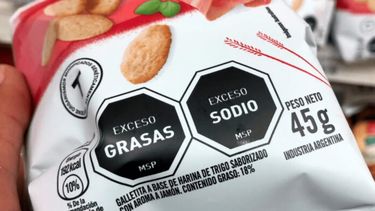 EXCESO
GRASAS
MSP
EXCESO
SODIO
MSP
PESO NETO
45g
INDUSTRIA ARGENTINA
10%
GALLETITA A BASE DE HARINA DE TRIGO SABORIZADO
CON AROMA A JAMÓN. CONTENIDO GRASO: 18%